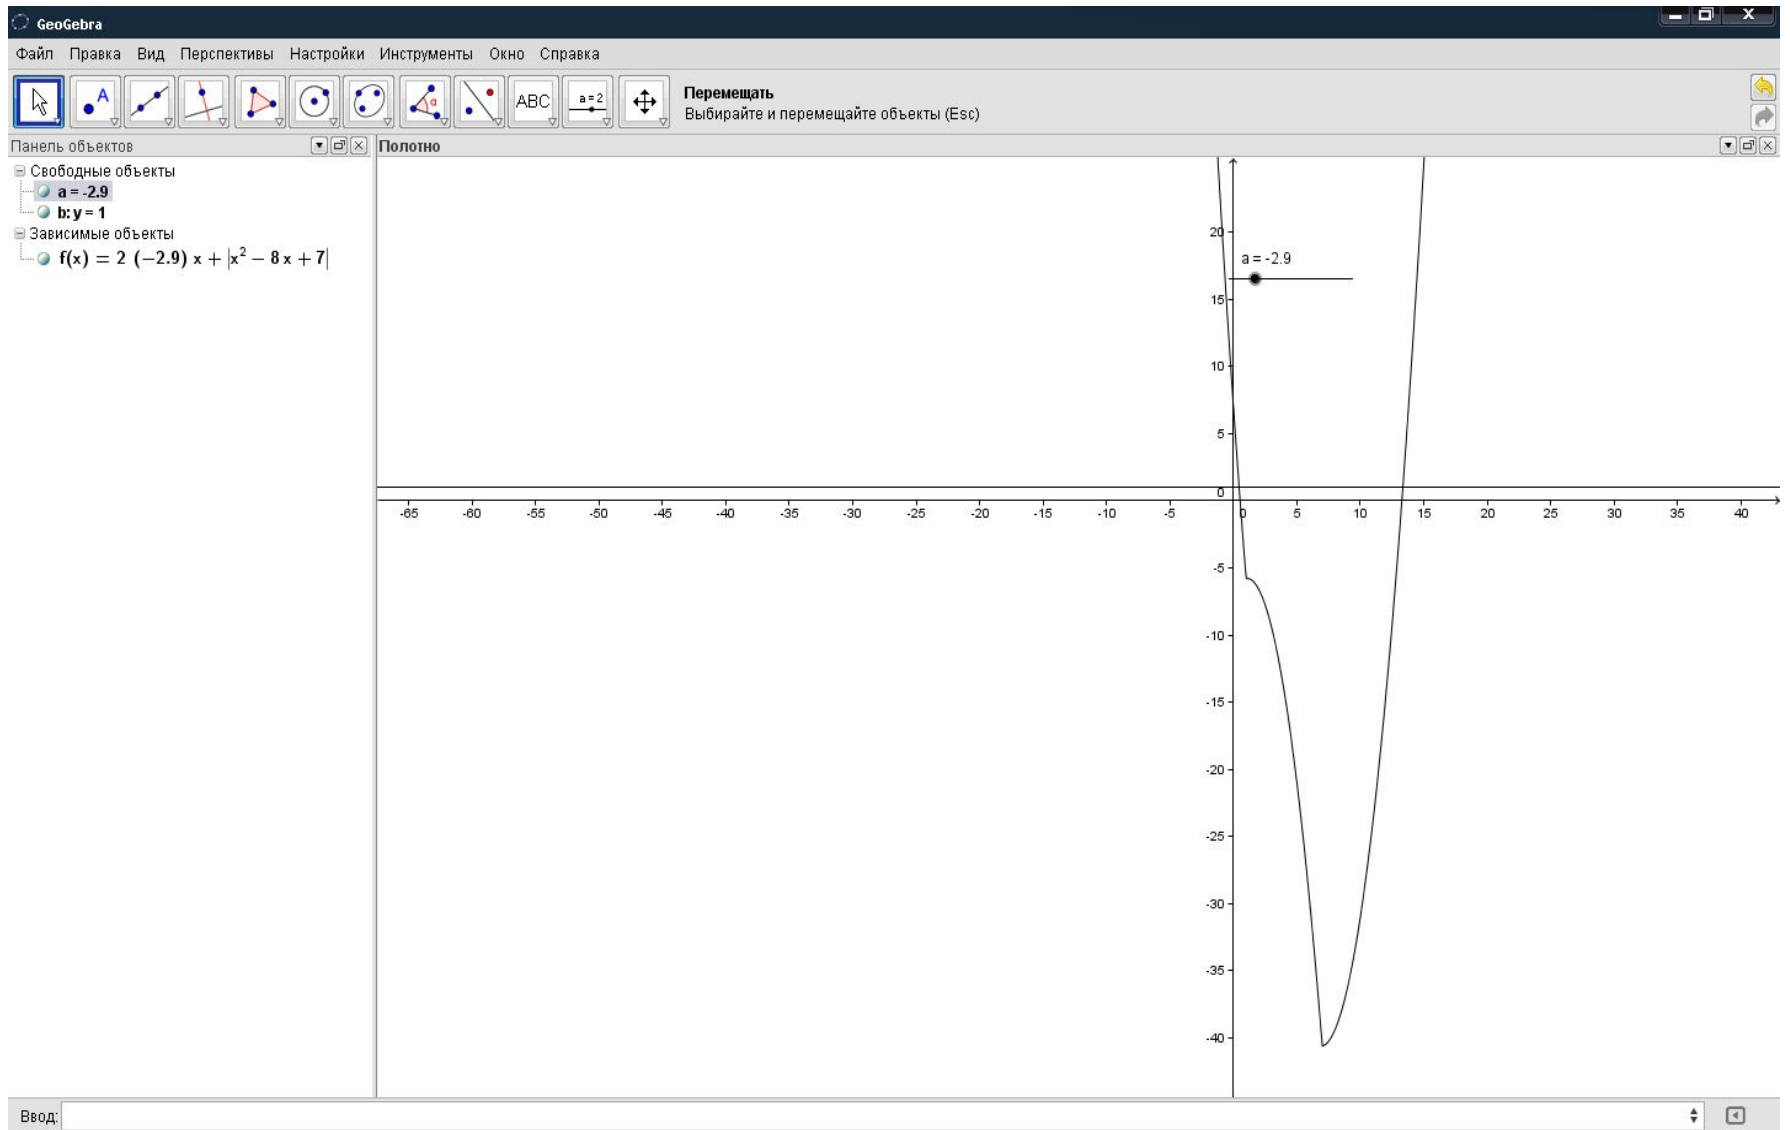 GeoGebra
Файл Правка Вид Перспективы Настройки Инструменты Окно Справка
A
α
ABC
a=2
Перемещать
Выбирайте и перемещайте объекты (Esc)
Панель объектов
Полотно
Свободные объекты
a = -2.9
b: y = 1
Зависимые объекты
f(x) = 2 (−2.9) x + |x² − 8 x + 7|
20
a = -2.9
15
10
5
0
-65 -60 -55 -50 -45 -40 -35 -30 -25 -20 -15 -10 -5 0 5 10 15 20 25 30 35 40
-5
-10
-15
-20
-25
-30
-35
-40
Ввод: